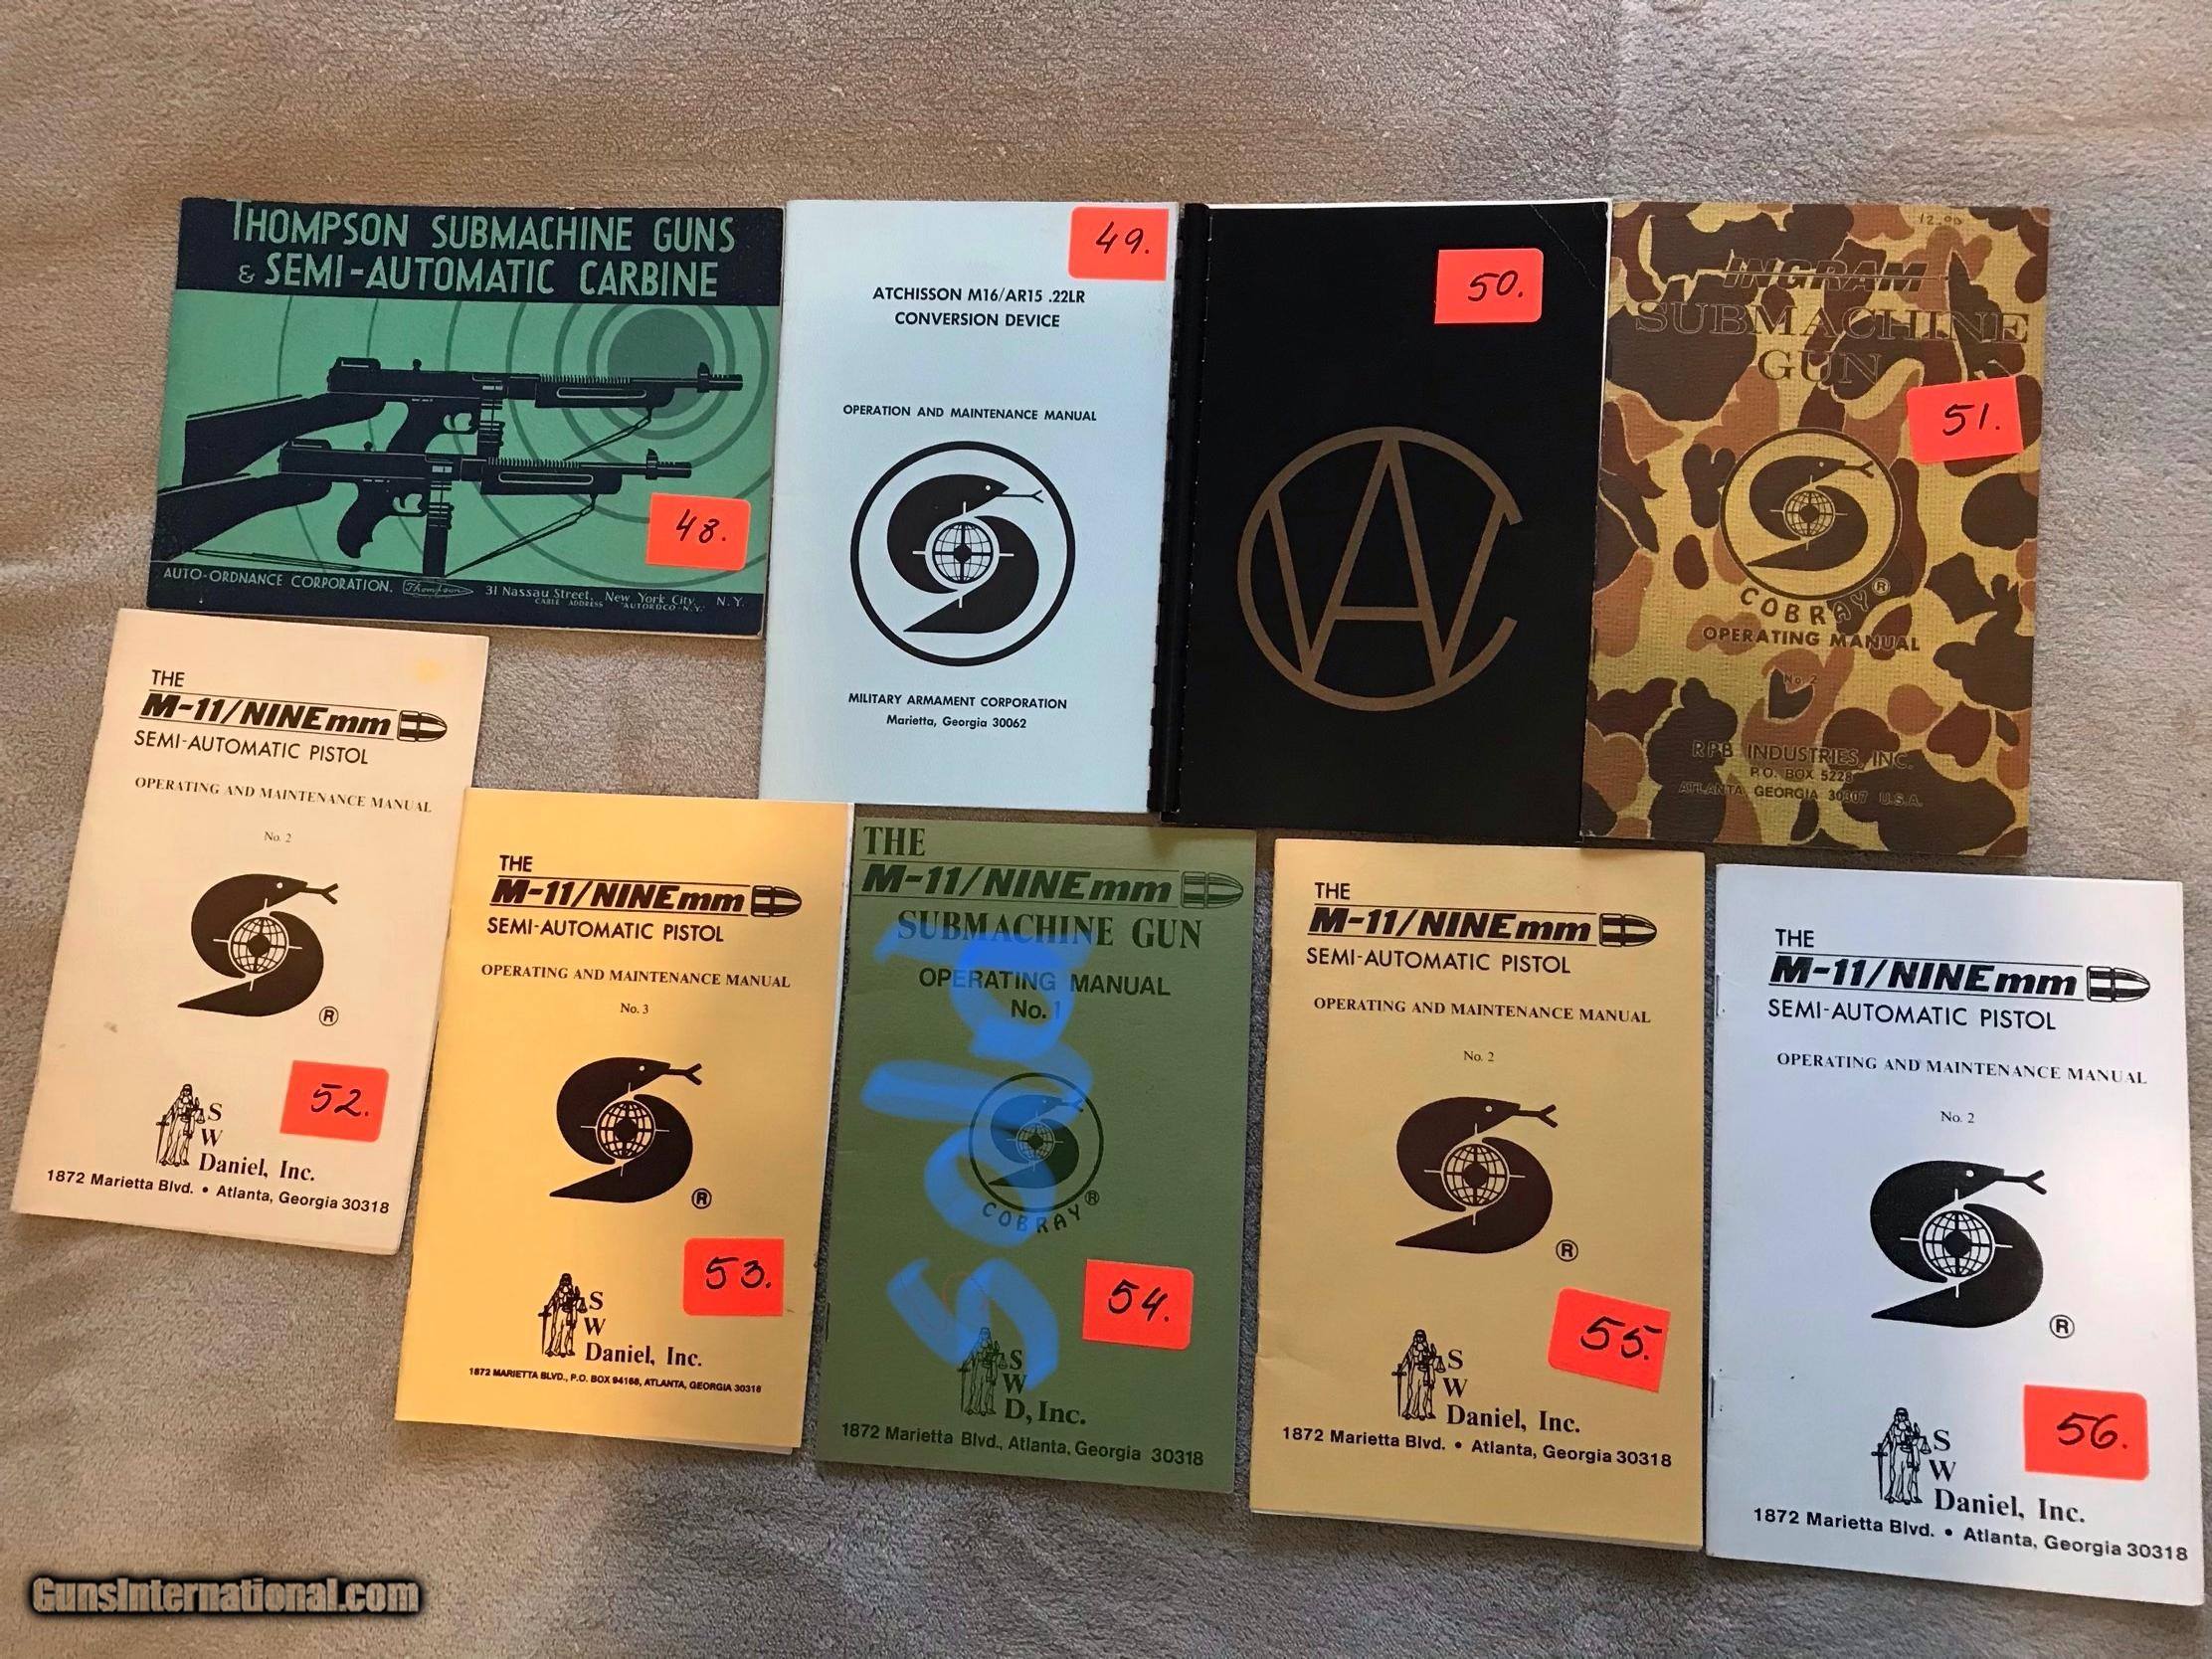 THOMPSON SUBMACHINE GUNS
& SEMI-AUTOMATIC CARBINE
48.
AUTO-ORDNANCE CORPORATION, Thompson 31 Nassau Street, New York City, N.Y.
CABLE ADDRESS "AUTORDCO-N.Y."
49.
ATCHISSON M16/AR15 .22LR
CONVERSION DEVICE
OPERATION AND MAINTENANCE MANUAL
MILITARY ARMAMENT CORPORATION
Marietta, Georgia 30062
50.
12.00
INGRAM
SUBMACHINE
GUN
51.
COBRAY®
OPERATING MANUAL
No. 2
RPB INDUSTRIES, INC.
P.O. BOX 5228
ATLANTA, GEORGIA 30307 U.S.A.
THE
M-11/NINEmm
SEMI-AUTOMATIC PISTOL
OPERATING AND MAINTENANCE MANUAL
No. 2
®
52.
S
W
Daniel, Inc.
1872 Marietta Blvd. • Atlanta, Georgia 30318
THE
M-11/NINEmm
SEMI-AUTOMATIC PISTOL
OPERATING AND MAINTENANCE MANUAL
No. 3
®
53.
S
W
Daniel, Inc.
1872 MARIETTA BLVD., P.O. BOX 94168, ATLANTA, GEORGIA 30318
THE
M-11/NINEmm
SUBMACHINE GUN
OPERATING MANUAL
No. 1
sold
COBRAY®
54.
S
W
D, Inc.
1872 Marietta Blvd., Atlanta, Georgia 30318
THE
M-11/NINEmm
SEMI-AUTOMATIC PISTOL
OPERATING AND MAINTENANCE MANUAL
No. 2
®
55.
S
W
Daniel, Inc.
1872 Marietta Blvd. • Atlanta, Georgia 30318
THE
M-11/NINEmm
SEMI-AUTOMATIC PISTOL
OPERATING AND MAINTENANCE MANUAL
No. 2
®
56.
S
W
Daniel, Inc.
1872 Marietta Blvd. • Atlanta, Georgia 30318
GunsInternational.com